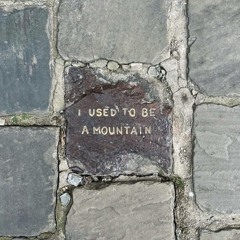 I USED TO BE
A MOUNTAIN